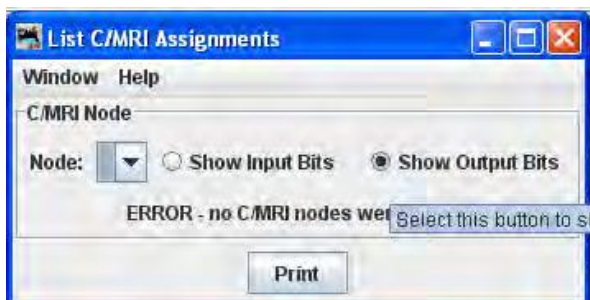 List C/MRI Assignments
Window Help
C/MRI Node
Node: Show Input Bits Show Output Bits
ERROR - no C/MRI nodes
Select this button to
Print